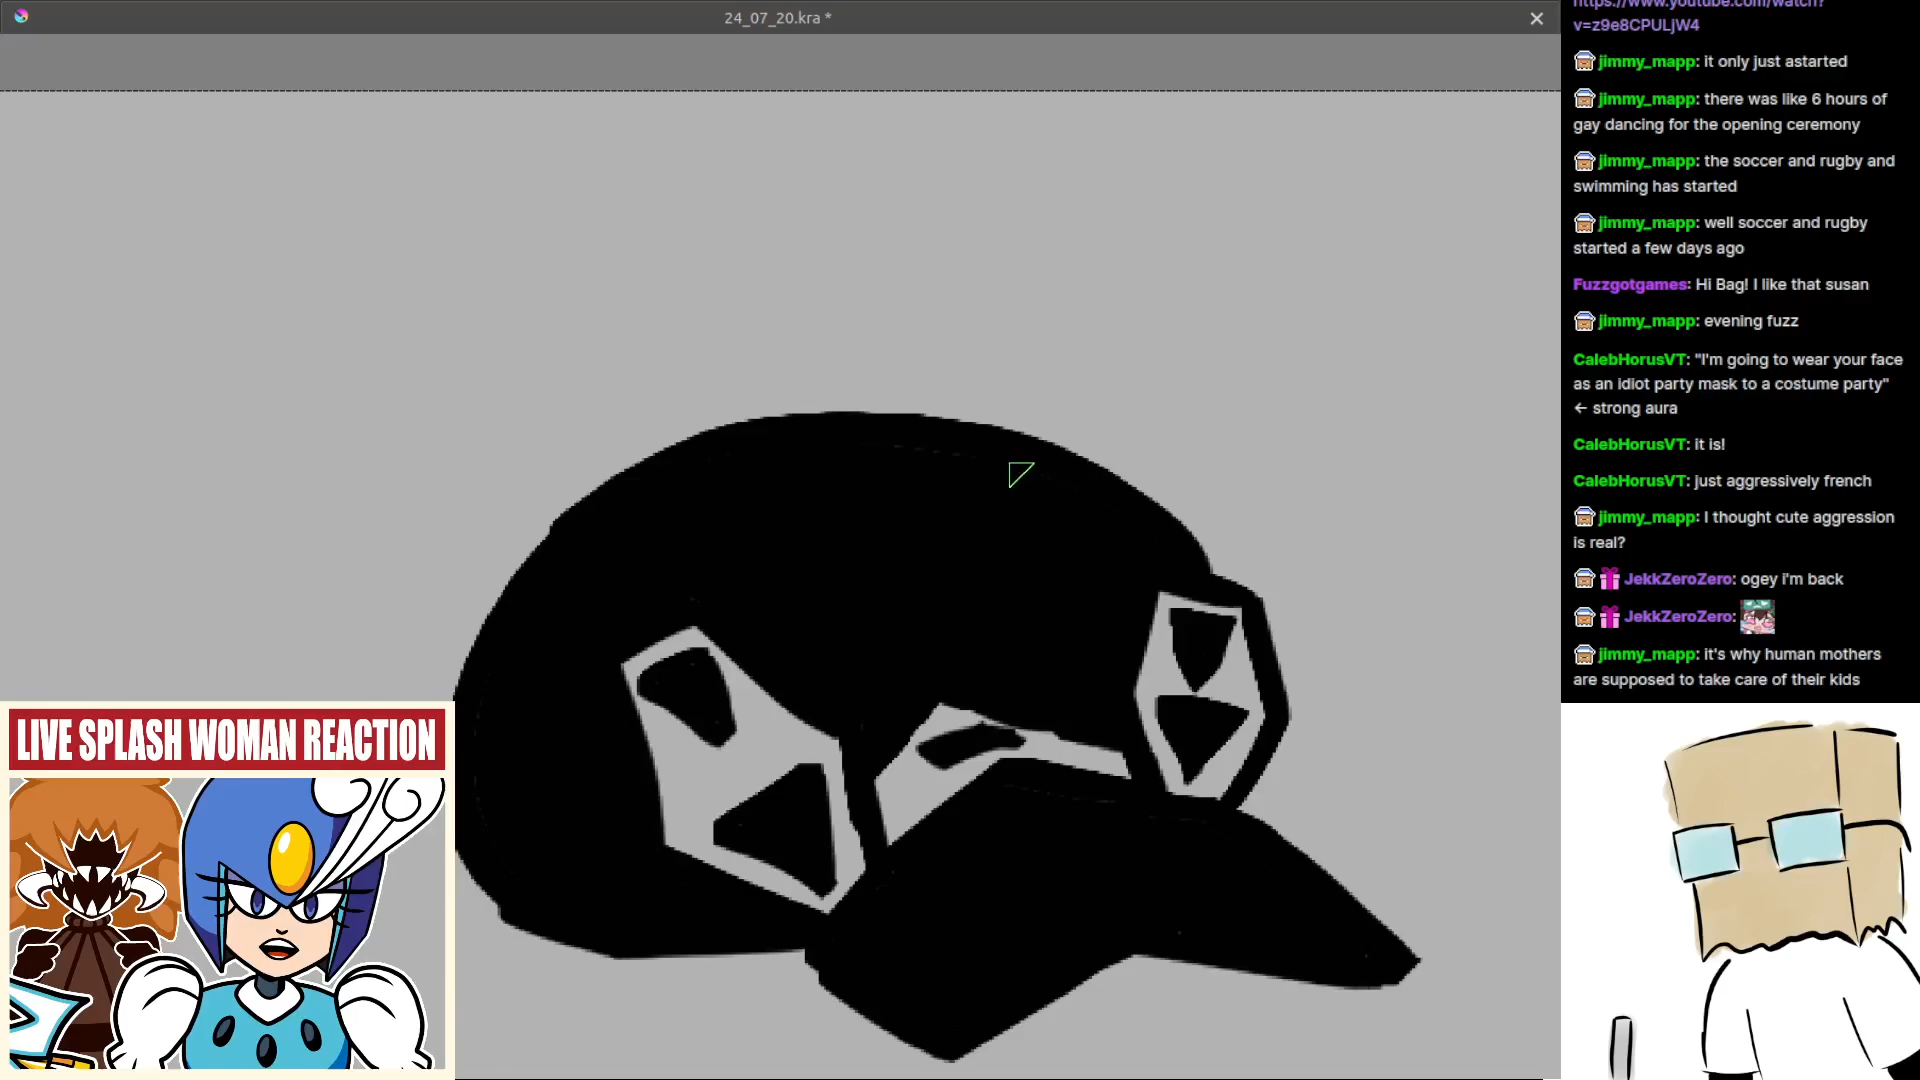 24_07_20.kra *
https://www.youtube.com/watch?
v=z9e8CPULjW4
jimmy_mapp: it only just astarted
jimmy_mapp: there was like 6 hours of
gay dancing for the opening ceremony
jimmy_mapp: the soccer and rugby and
swimming has started
jimmy_mapp: well soccer and rugby
started a few days ago
Fuzzgotgames: Hi Bag! I like that susan
jimmy_mapp: evening fuzz
CalebHorusVT: "I'm going to wear your face
as an idiot party mask to a costume party"
← strong aura
CalebHorusVT: it is!
CalebHorusVT: just aggressively french
jimmy_mapp: I thought cute aggression
is real?
JekkZeroZero: ogey i'm back
JekkZeroZero:
jimmy_mapp: it's why human mothers
are supposed to take care of their kids
LIVE SPLASH WOMAN REACTION